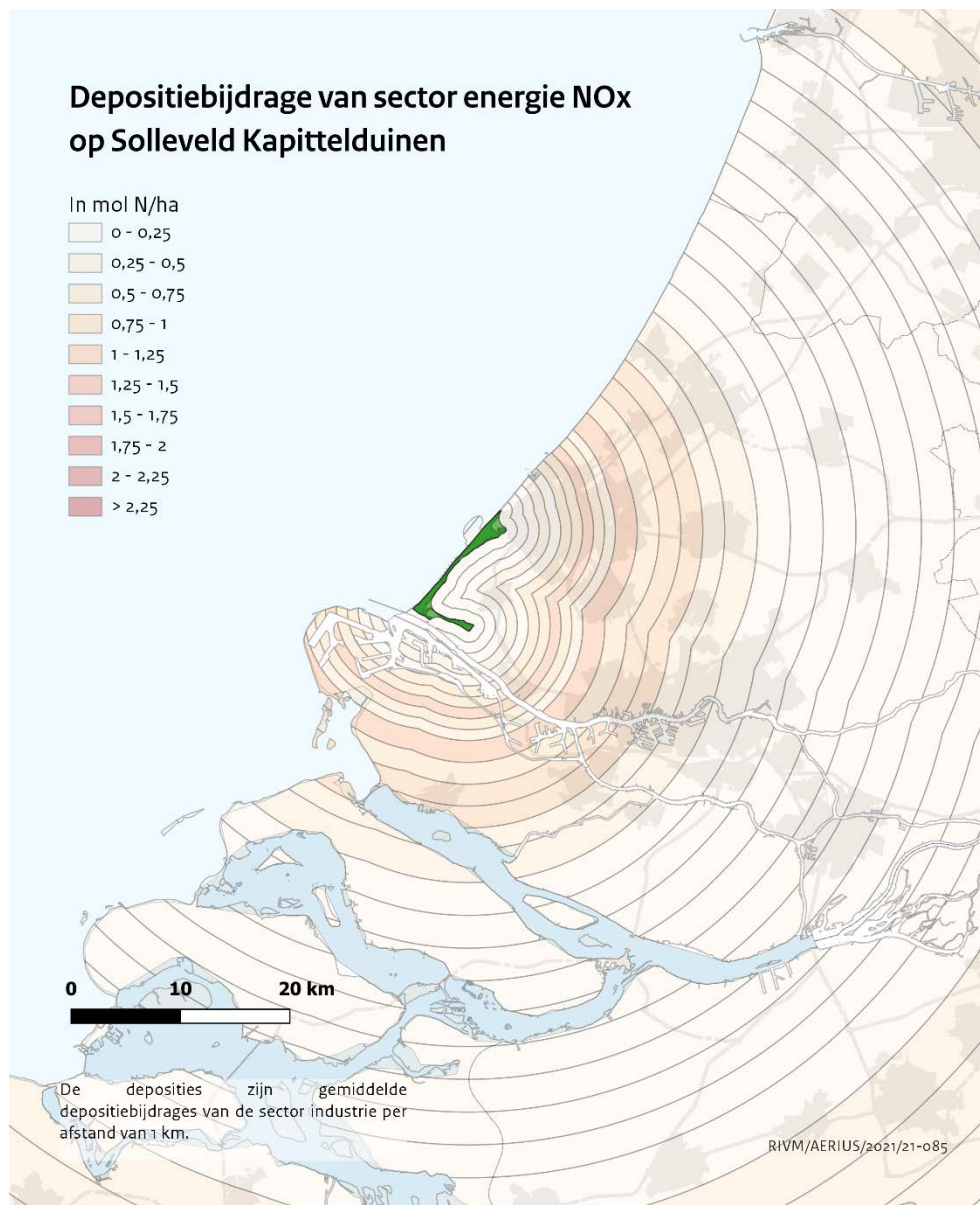 Depositiebijdrage van sector energie NOx
op Solleveld Kapittelduinen
In mol N/ha
0 - 0,25
0,25 - 0,5
0,5 - 0,75
0,75 - 1
1 - 1,25
1,25 - 1,5
1,5 - 1,75
1,75 - 2
2 - 2,25
> 2,25
0 10 20 km
De deposities zijn gemiddelde
depositiebijdrages van de sector industrie per
afstand van 1 km.
RIVM/AERIUS/2021/21-085